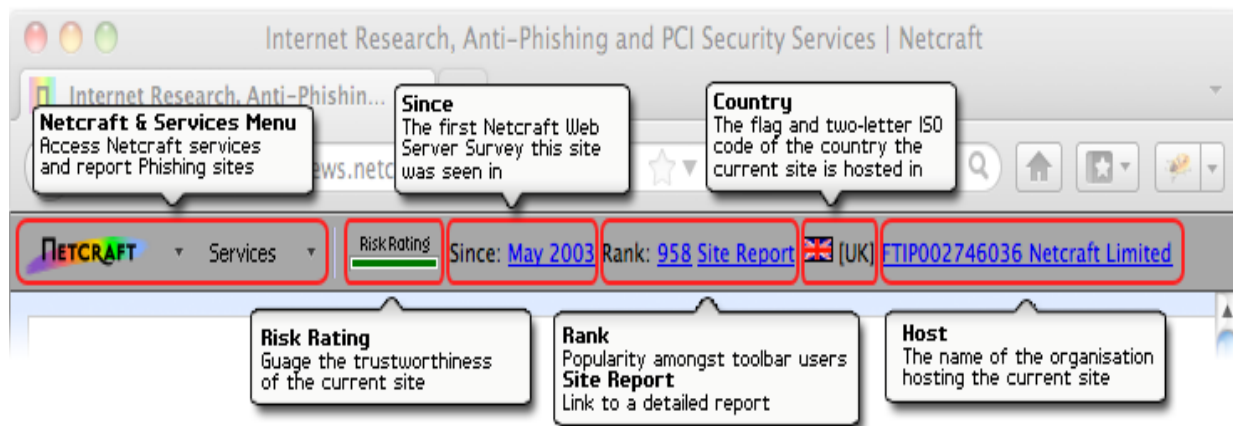 Internet Research, Anti-Phishing and PCI Security Services | Netcraft
Internet Research, Anti-Phishin...
Netcraft & Services Menu
Access Netcraft services
and report Phishing sites
Since
The first Netcraft Web
Server Survey this site
was seen in
Country
The flag and two-letter ISO
code of the country the
current site is hosted in
ews.netc
NETCRAFT
Services
RiskRating
Since: May 2003
Rank: 958 Site Report
[UK]
FTIP002746036 Netcraft Limited
Risk Rating
Guage the trustworthiness
of the current site
Rank
Popularity amongst toolbar users
Site Report
Link to a detailed report
Host
The name of the organisation
hosting the current site